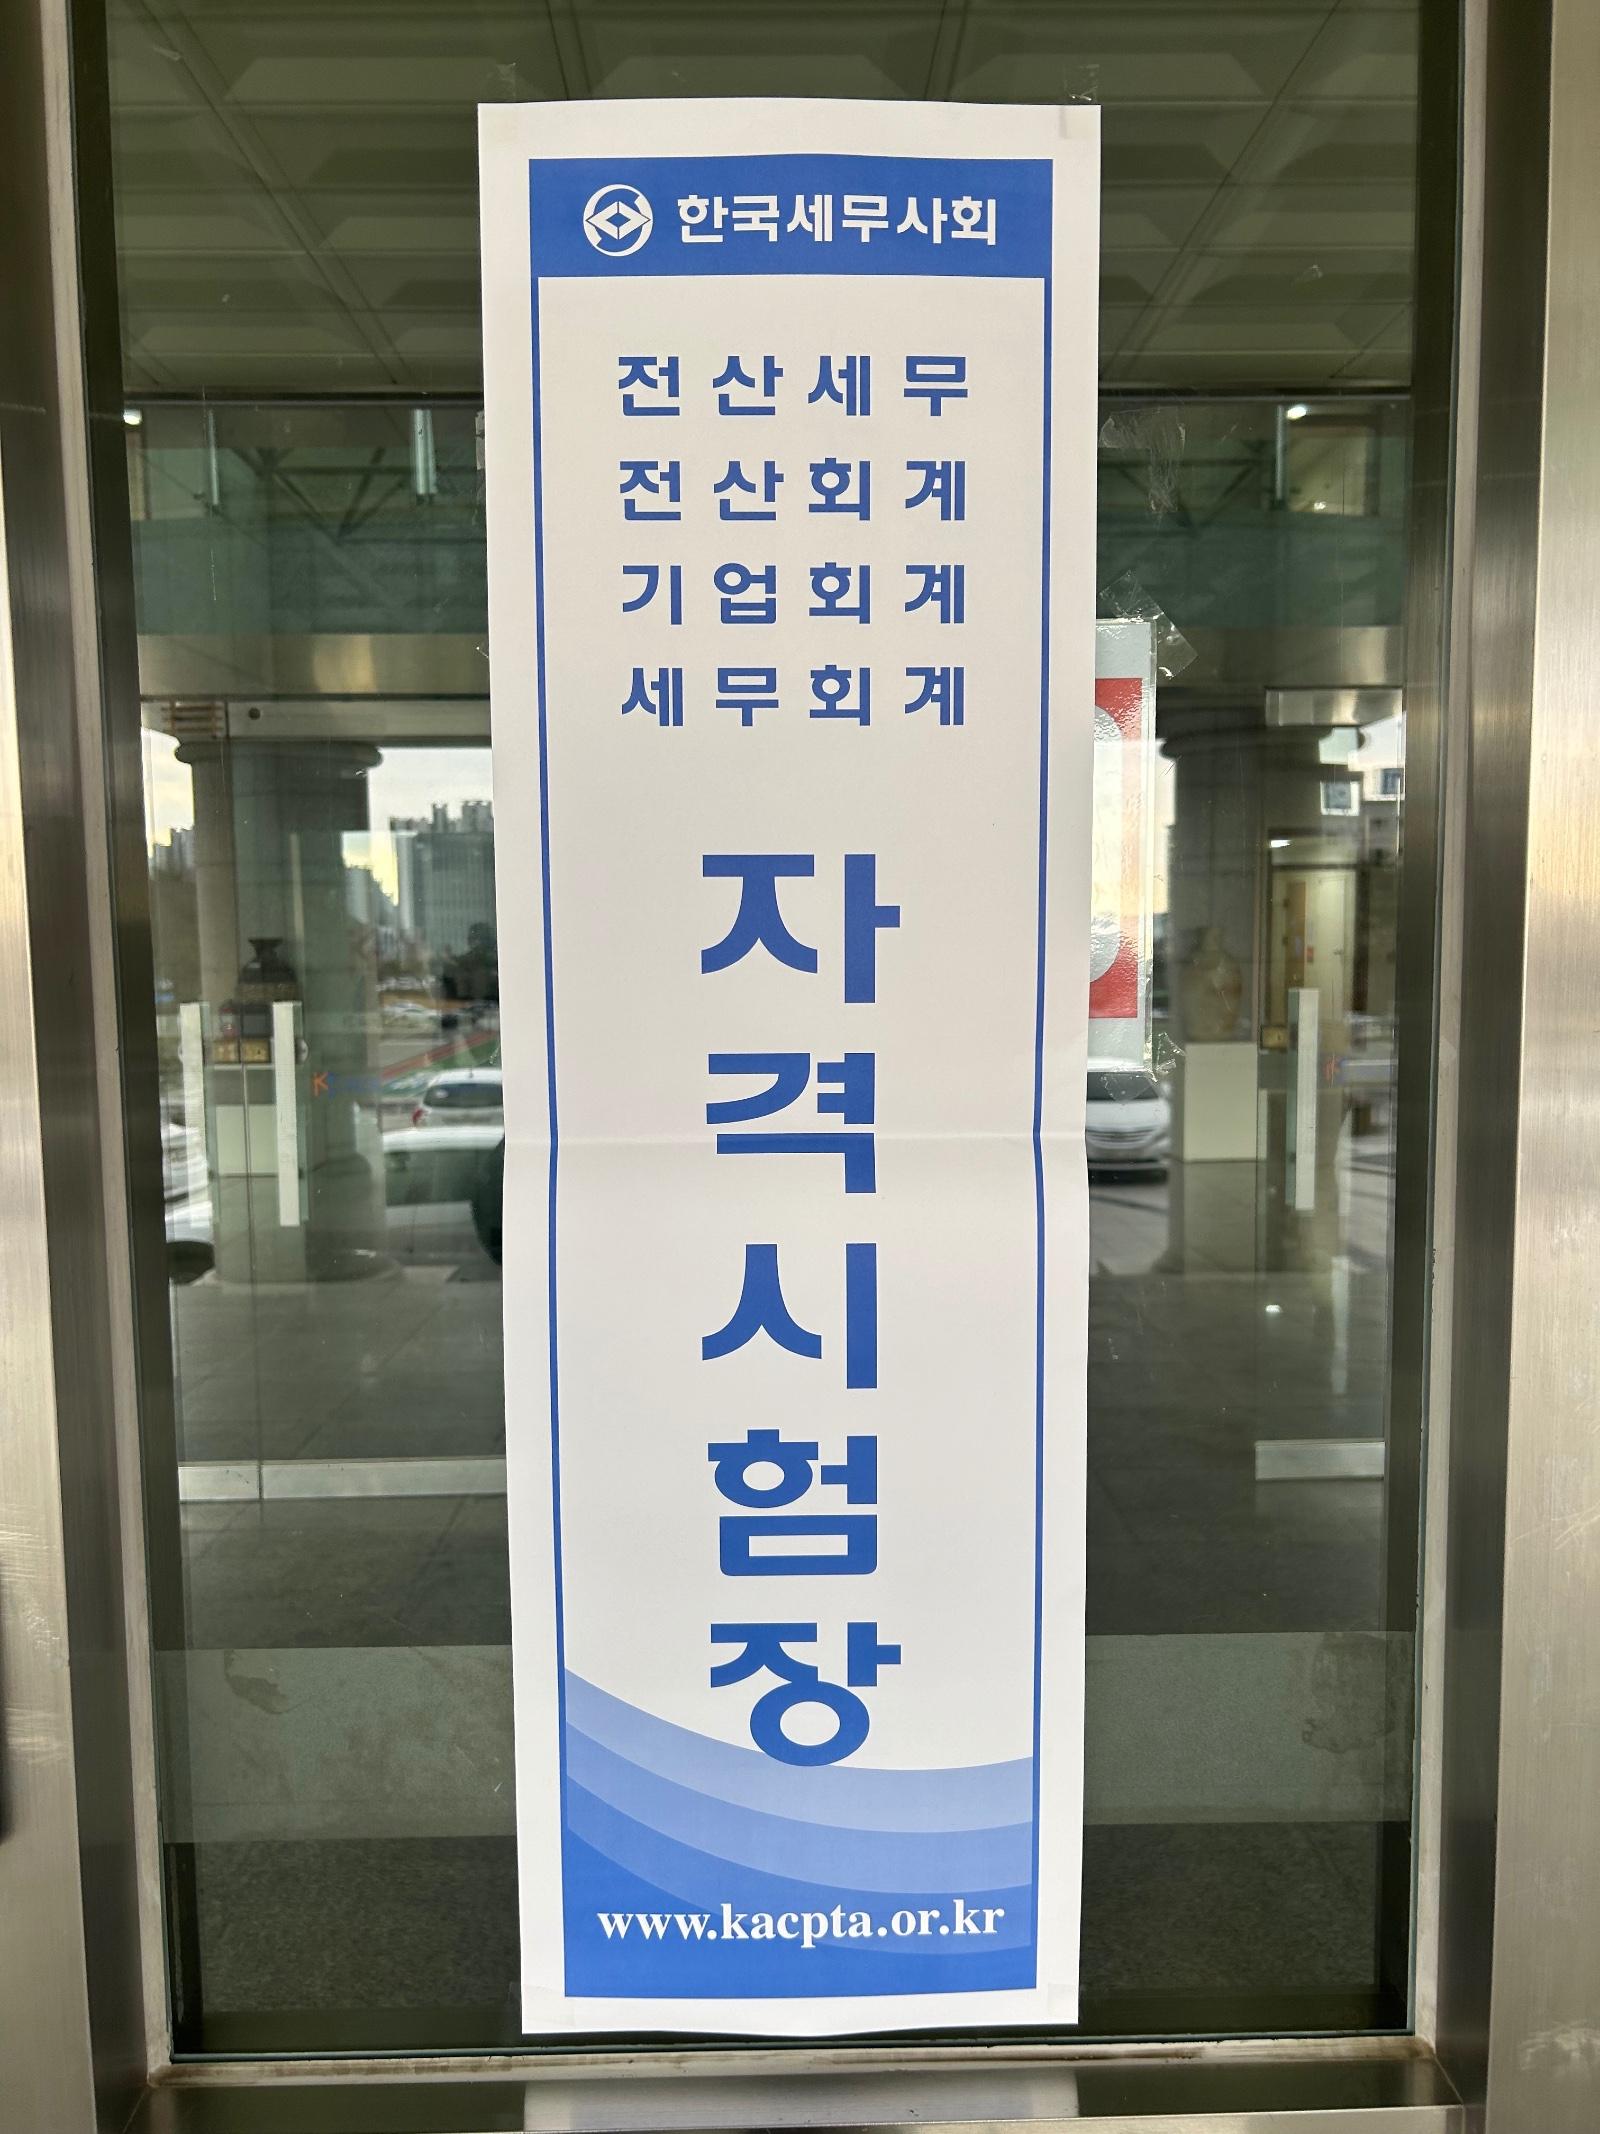 한국세무사회
전산세무
전산회계
기업회계
세무회계
자격시험장
www.kacpta.or.kr